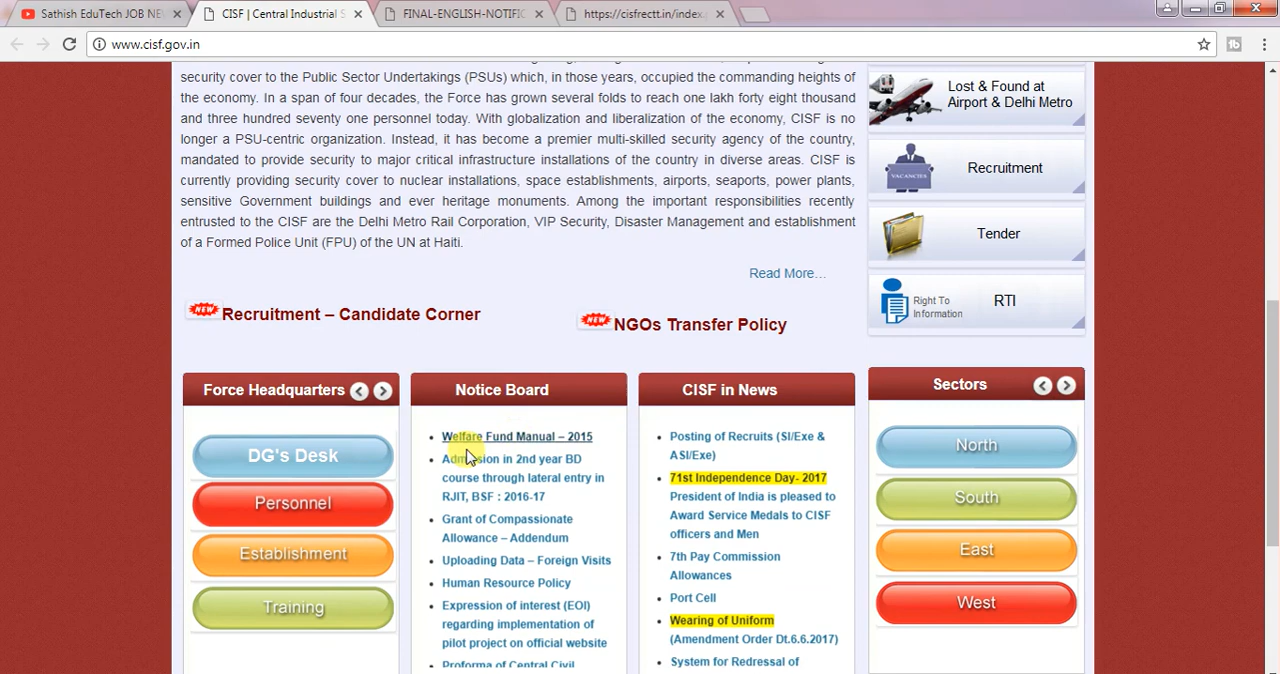 Sathish EduTech JOB NE
CISF | Central Industrial S
FINAL-ENGLISH-NOTIFIC
https://cisfrectt.in/index.p
www.cisf.gov.in
security cover to the Public Sector Undertakings (PSUs) which, in those years, occupied the commanding heights of
the economy. In a span of four decades, the Force has grown several folds to reach one lakh forty eight thousand
and three hundred seventy one personnel today. With globalization and liberalization of the economy, CISF is no
longer a PSU-centric organization. Instead, it has become a premier multi-skilled security agency of the country,
mandated to provide security to major critical infrastructure installations of the country in diverse areas. CISF is
currently providing security cover to nuclear installations, space establishments, airports, seaports, power plants,
sensitive Government buildings and ever heritage monuments. Among the important responsibilities recently
entrusted to the CISF are the Delhi Metro Rail Corporation, VIP Security, Disaster Management and establishment
of a Formed Police Unit (FPU) of the UN at Haiti.
Read More…
NEW Recruitment – Candidate Corner
NEW NGOs Transfer Policy
Lost & Found at
Airport & Delhi Metro
VACANCIES
Recruitment
Tender
Right To
Information
RTI
Force Headquarters
DG's Desk
Personnel
Establishment
Training
Notice Board
Welfare Fund Manual – 2015
Admission in 2nd year BD
course through lateral entry in
RJIT, BSF : 2016-17
Grant of Compassionate
Allowance – Addendum
Uploading Data – Foreign Visits
Human Resource Policy
Expression of interest (EOI)
regarding implementation of
pilot project on official website
Proforma of Central Civil
CISF in News
Posting of Recruits (SI/Exe &
ASI/Exe)
71st Independence Day- 2017
President of India is pleased to
Award Service Medals to CISF
officers and Men
7th Pay Commission
Allowances
Port Cell
Wearing of Uniform
(Amendment Order Dt.6.6.2017)
System for Redressal of
Sectors
North
South
East
West